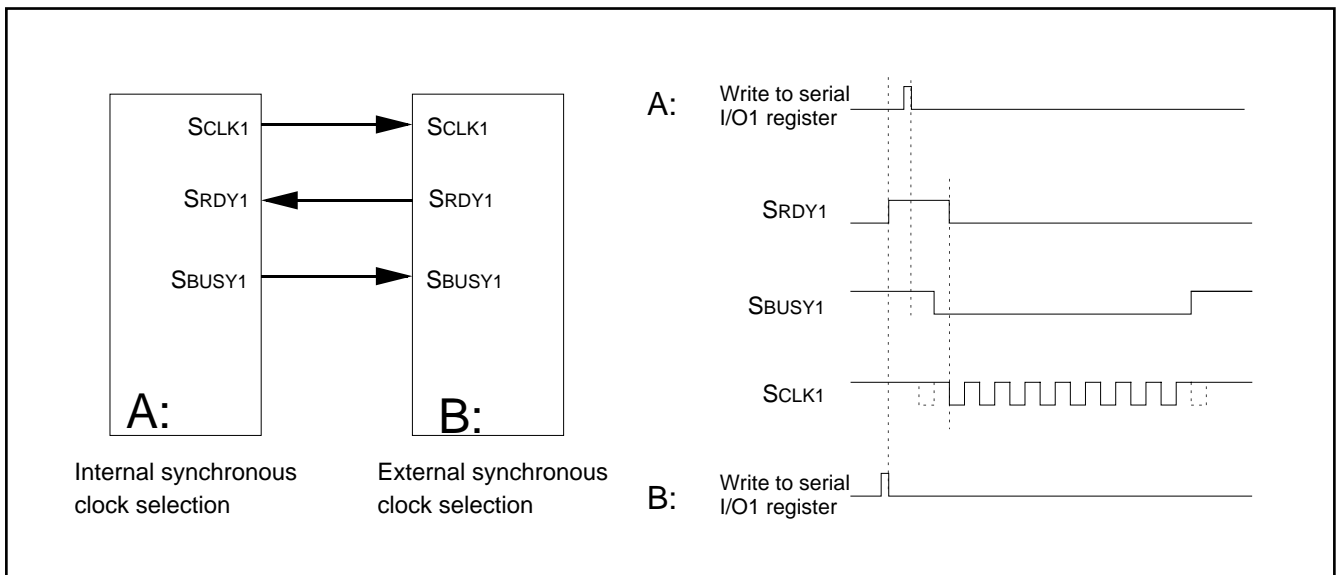 SCLK1
SCLK1
SRDY1
SRDY1
SBUSY1
SBUSY1
A:
B:
Internal synchronous
clock selection
External synchronous
clock selection
A:
Write to serial
I/O1 register
SRDY1
SBUSY1
SCLK1
B:
Write to serial
I/O1 register